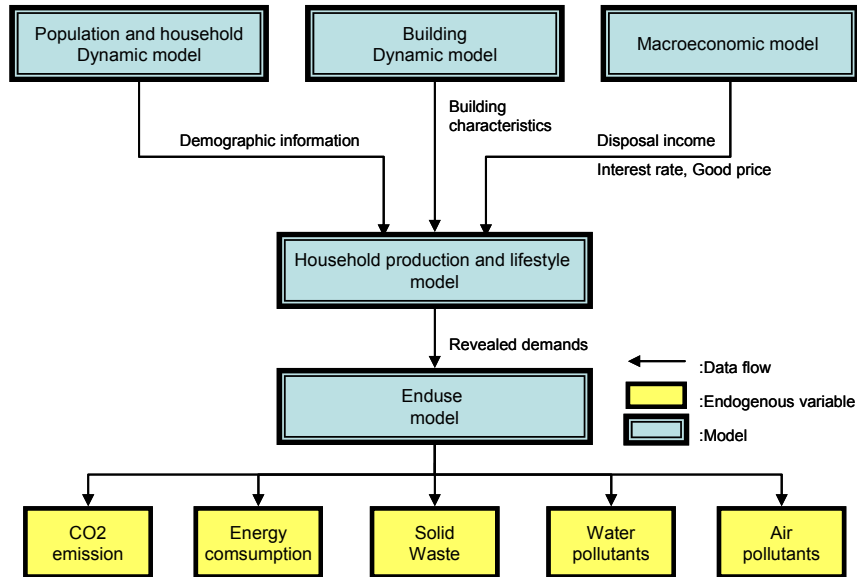 Population and household
Dynamic model
Building
Dynamic model
Macroeconomic model
Demographic information
Building
characteristics
Disposal income
Interest rate, Good price
Household production and lifestyle
model
Revealed demands
Enduse
model
:Data flow
:Endogenous variable
:Model
CO2
emission
Energy
comsumption
Solid
Waste
Water
pollutants
Air
pollutants